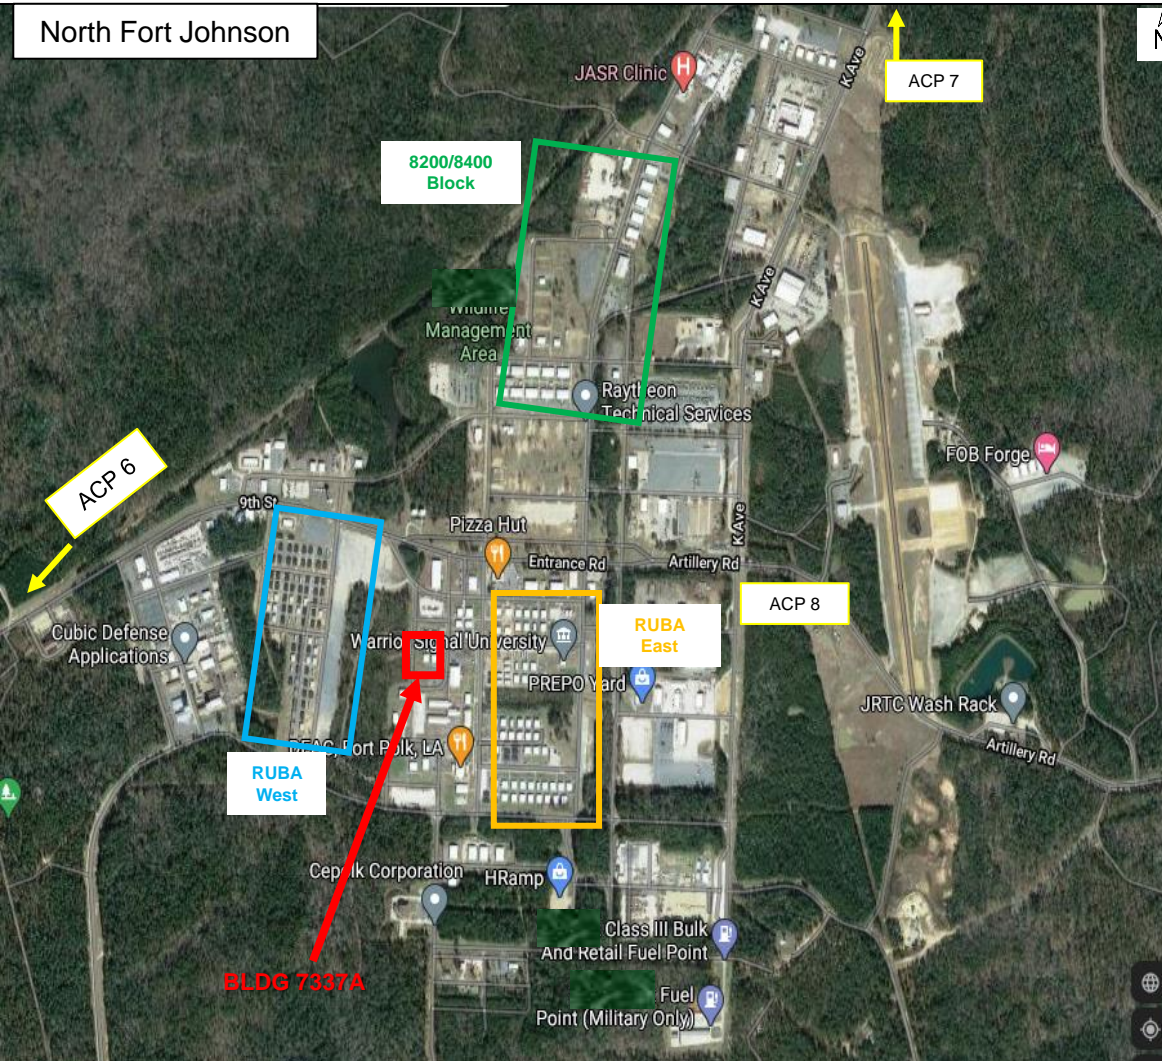 North Fort Johnson
N
JASR Clinic
K Ave
ACP 7
8200/8400
Block
K Ave
Management
Area
Raytheon
Technical Services
FOB Forge
ACP 6
9th St
Pizza Hut
Entrance Rd
Artillery Rd
K Ave
ACP 8
Cubic Defense
Applications
Warrior Signal University
RUBA
East
PREPO Yard
JRTC Wash Rack
Artillery Rd
Fort Polk, LA
RUBA
West
Cepolk Corporation
HRamp
Class III Bulk
And Retail Fuel Point
BLDG 7337A
Fuel
Point (Military Only)